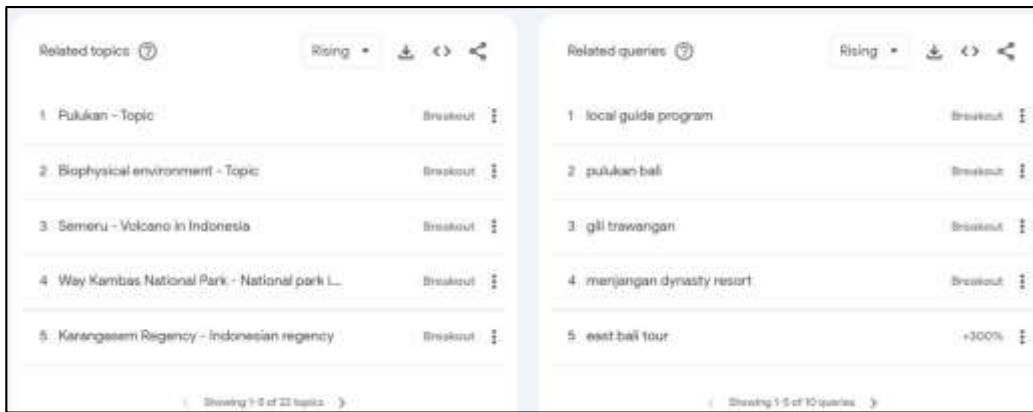 Related topics
Rising
1 Pulukan - Topic Breakout
2 Biophysical environment - Topic Breakout
3 Semeru - Volcano in Indonesia Breakout
4 Way Kambas National Park - National park i... Breakout
5 Karangasem Regency - Indonesian regency Breakout
Showing 1-5 of 22 topics
Related queries
Rising
1 local guide program Breakout
2 pulukan bali Breakout
3 gili trawangan Breakout
4 menjangan dynasty resort Breakout
5 east bali tour +300%
Showing 1-5 of 10 queries